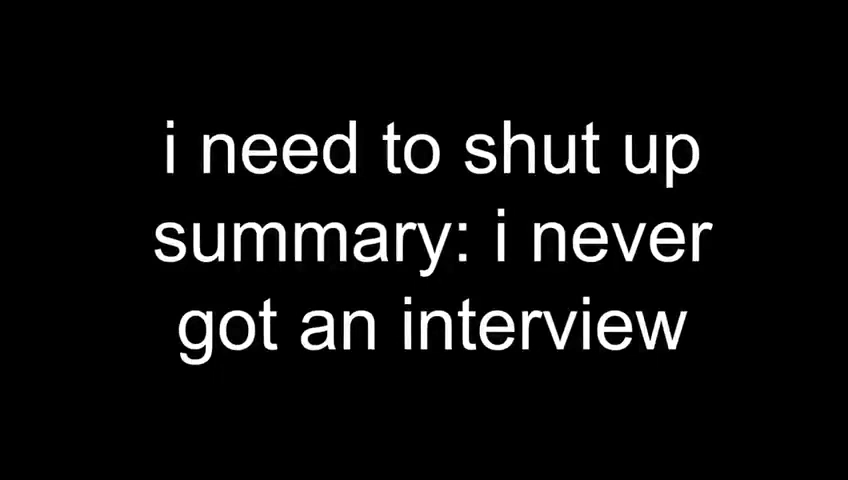 i need to shut up
summary: i never
got an interview